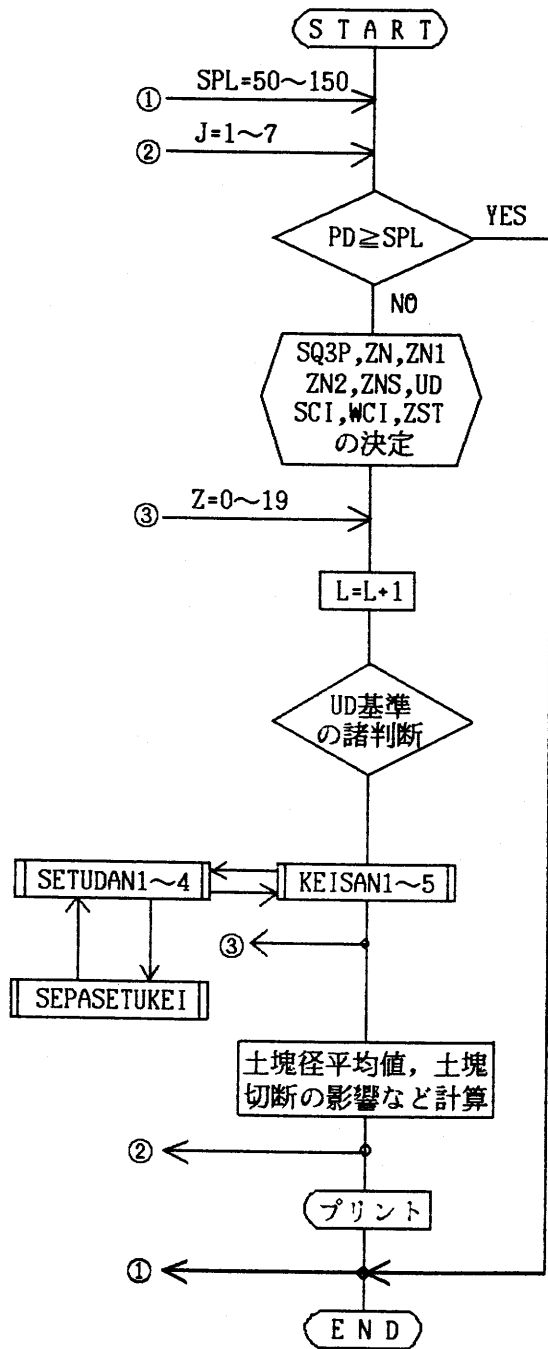 START
① SPL=50～150
② J=1～7
PD≧SPL
YES
NO
SQ3P,ZN,ZN1
ZN2,ZNS,UD
SCI,WCI,ZST
の決定
③ Z=0～19
L=L+1
UD基準
の諸判断
SETUDAN1～4
KEISAN1～5
③
SEPASETUKEI
土塊径平均値，土塊
切断の影響など計算
②
プリント
①
END